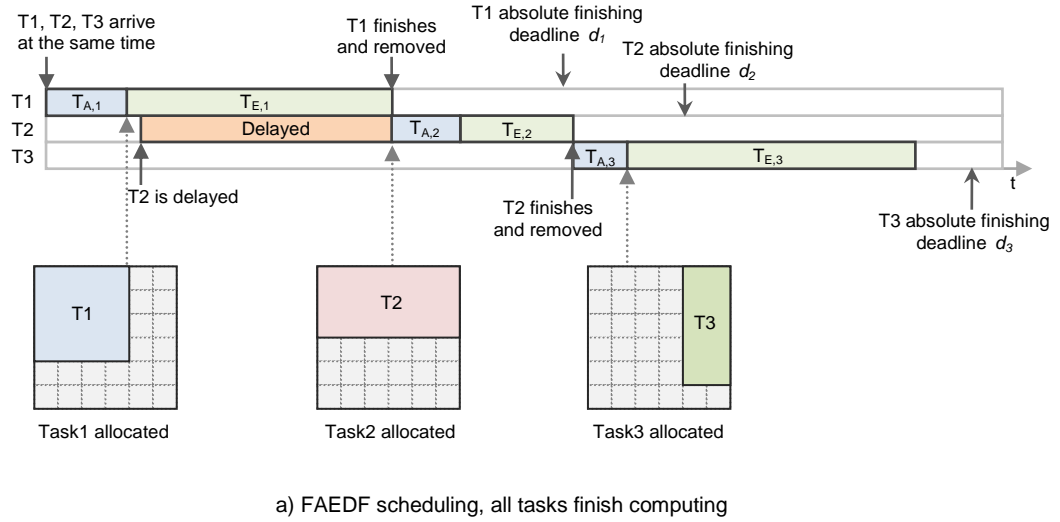 T1, T2, T3 arrive
at the same time
T1 finishes
and removed
T1 absolute finishing
deadline d1
T2 absolute finishing
deadline d2
T1
TA,1
TE,1
T2
Delayed
TA,2
TE,2
T3
TA,3
TE,3
t
T2 is delayed
T2 finishes
and removed
T3 absolute finishing
deadline d3
T1
T2
T3
Task1 allocated
Task2 allocated
Task3 allocated
a) FAEDF scheduling, all tasks finish computing